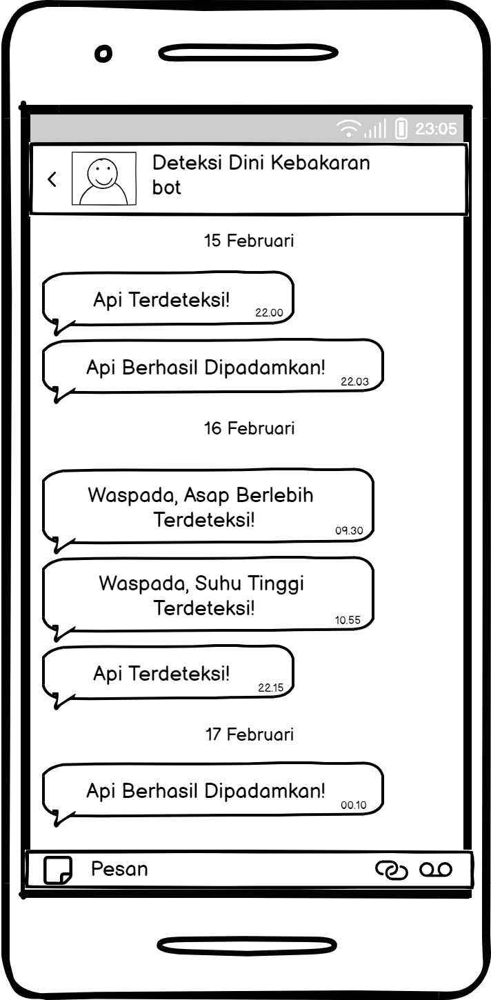 23:05
Deteksi Dini Kebakaran
bot
15 Februari
Api Terdeteksi!
22.00
Api Berhasil Dipadamkan!
22.03
16 Februari
Waspada, Asap Berlebih
Terdeteksi!
09.30
Waspada, Suhu Tinggi
Terdeteksi!
10.55
Api Terdeteksi!
22.15
17 Februari
Api Berhasil Dipadamkan!
00.10
Pesan